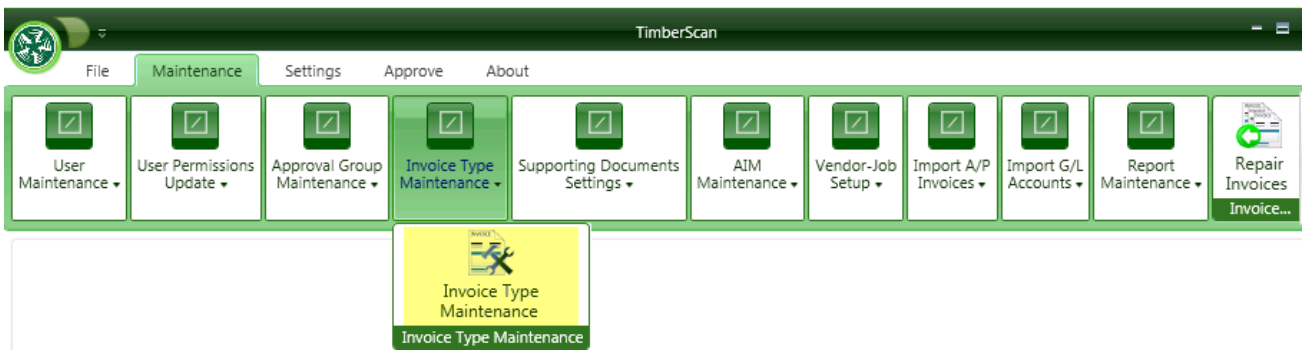 TimberScan
File Maintenance Settings Approve About
User Maintenance
User Permissions Update
Approval Group Maintenance
Invoice Type Maintenance
Supporting Documents Settings
AIM Maintenance
Vendor-Job Setup
Import A/P Invoices
Import G/L Accounts
Report Maintenance
Repair Invoices
Invoice...
Invoice Type
Maintenance
Invoice Type Maintenance